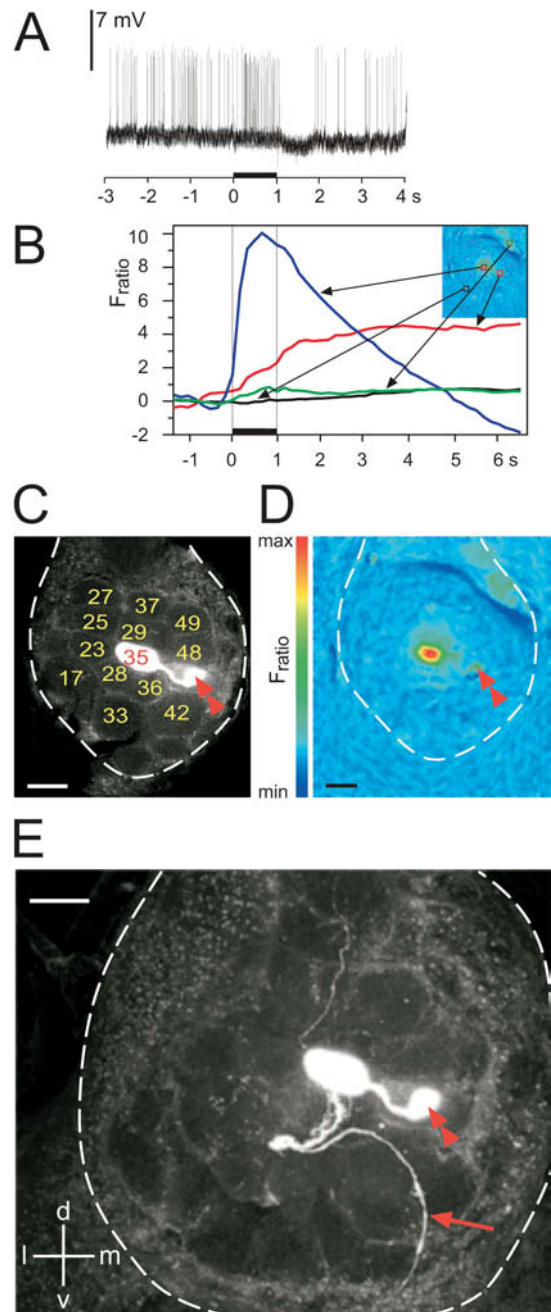 A
7 mV
-3 -2 -1 0 1 2 3 4 s
B
Fratio
10
8
6
4
2
0
-2
-1 0 1 2 3 4 5 6 s
C
D
27 37
25 49
29
23 35 48
17 28 36
33 42
max
Fratio
min
E
d
l m
v